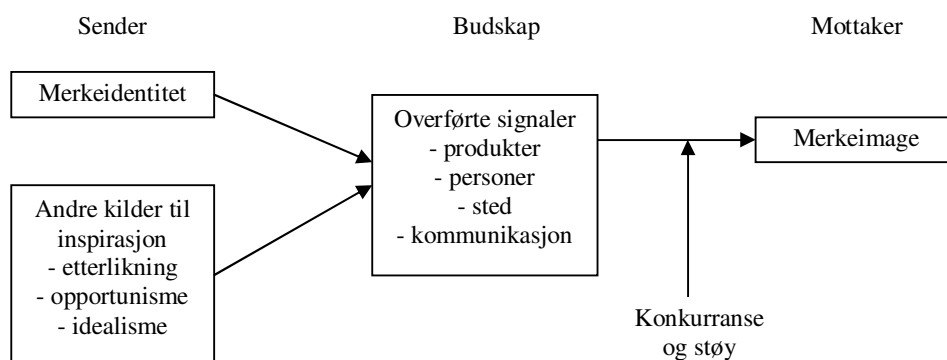 Sender
Budskap
Mottaker
Merkeidentitet
Andre kilder til
inspirasjon
- etterlikning
- opportunisme
- idealisme
Overførte signaler
- produkter
- personer
- sted
- kommunikasjon
Merkeimage
Konkurranse
og støy